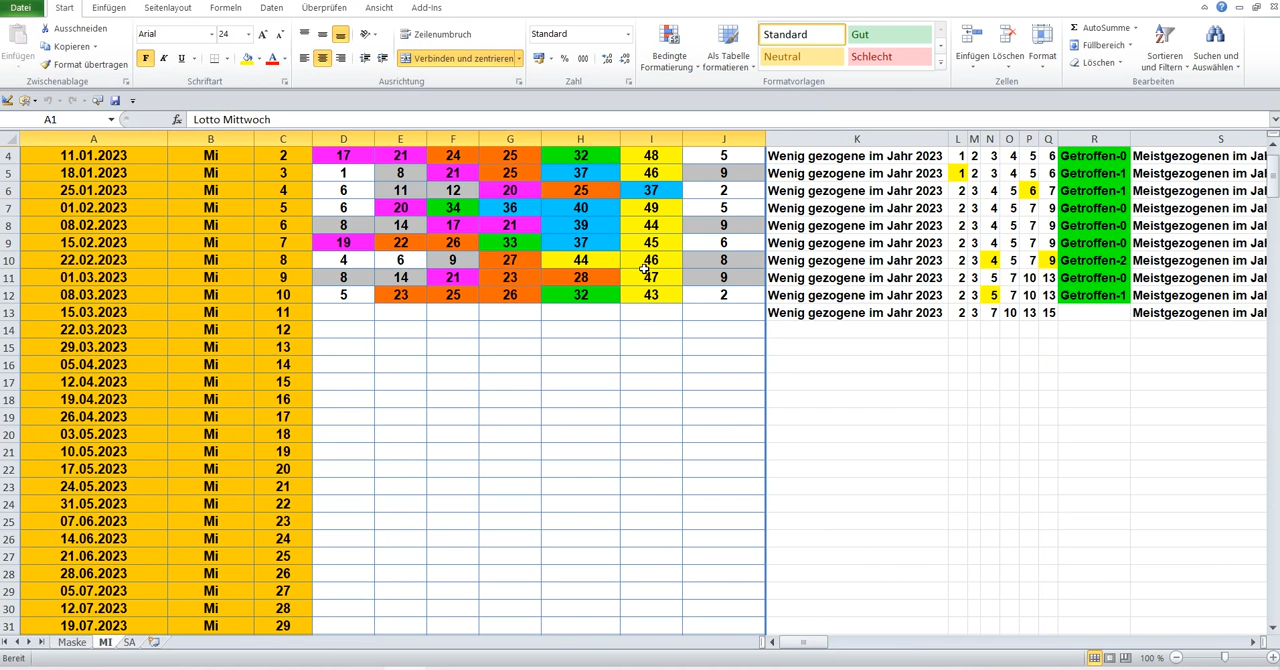 Datei Start Einfügen Seitenlayout Formeln Daten Überprüfen Ansicht Add-Ins
Ausschneiden
Kopieren
Format übertragen
Einfügen
Zwischenablage
Arial 24
F K U
Schriftart
Zeilenumbruch
Verbinden und zentrieren
Ausrichtung
Standard
% 000
Zahl
Bedingte Formatierung
Als Tabelle formatieren
Standard Gut
Neutral Schlecht
Formatvorlagen
Einfügen Löschen Format
Zellen
AutoSumme
Füllbereich
Löschen
Sortieren und Filtern
Suchen und Auswählen
Bearbeiten
A1 fx Lotto Mittwoch
A B C D E F G H I J K L M N O P Q R S
4 11.01.2023 Mi 2 17 21 24 25 32 48 5 Wenig gezogene im Jahr 2023 1 2 3 4 5 6 Getroffen-0 Meistgezogenen im Jal
5 18.01.2023 Mi 3 1 8 21 25 37 46 9 Wenig gezogene im Jahr 2023 1 2 3 4 5 6 Getroffen-1 Meistgezogenen im Jal
6 25.01.2023 Mi 4 6 11 12 20 25 37 2 Wenig gezogene im Jahr 2023 2 3 4 5 6 7 Getroffen-1 Meistgezogenen im Jal
7 01.02.2023 Mi 5 6 20 34 36 40 49 5 Wenig gezogene im Jahr 2023 2 3 4 5 7 9 Getroffen-0 Meistgezogenen im Jal
8 08.02.2023 Mi 6 8 14 17 21 39 44 9 Wenig gezogene im Jahr 2023 2 3 4 5 7 9 Getroffen-0 Meistgezogenen im Jal
9 15.02.2023 Mi 7 19 22 26 33 37 45 6 Wenig gezogene im Jahr 2023 2 3 4 5 7 9 Getroffen-0 Meistgezogenen im Jal
10 22.02.2023 Mi 8 4 6 9 27 44 46 8 Wenig gezogene im Jahr 2023 2 3 4 5 7 9 Getroffen-2 Meistgezogenen im Jal
11 01.03.2023 Mi 9 8 14 21 23 28 47 9 Wenig gezogene im Jahr 2023 2 3 5 7 10 13 Getroffen-0 Meistgezogenen im Jal
12 08.03.2023 Mi 10 5 23 25 26 32 43 2 Wenig gezogene im Jahr 2023 2 3 5 7 10 13 Getroffen-1 Meistgezogenen im Jal
13 15.03.2023 Mi 11 Wenig gezogene im Jahr 2023 2 3 7 10 13 15 Meistgezogenen im Jal
14 22.03.2023 Mi 12
15 29.03.2023 Mi 13
16 05.04.2023 Mi 14
17 12.04.2023 Mi 15
18 19.04.2023 Mi 16
19 26.04.2023 Mi 17
20 03.05.2023 Mi 18
21 10.05.2023 Mi 19
22 17.05.2023 Mi 20
23 24.05.2023 Mi 21
24 31.05.2023 Mi 22
25 07.06.2023 Mi 23
26 14.06.2023 Mi 24
27 21.06.2023 Mi 25
28 28.06.2023 Mi 26
29 05.07.2023 Mi 27
30 12.07.2023 Mi 28
31 19.07.2023 Mi 29
Maske MI SA
Bereit 100 %